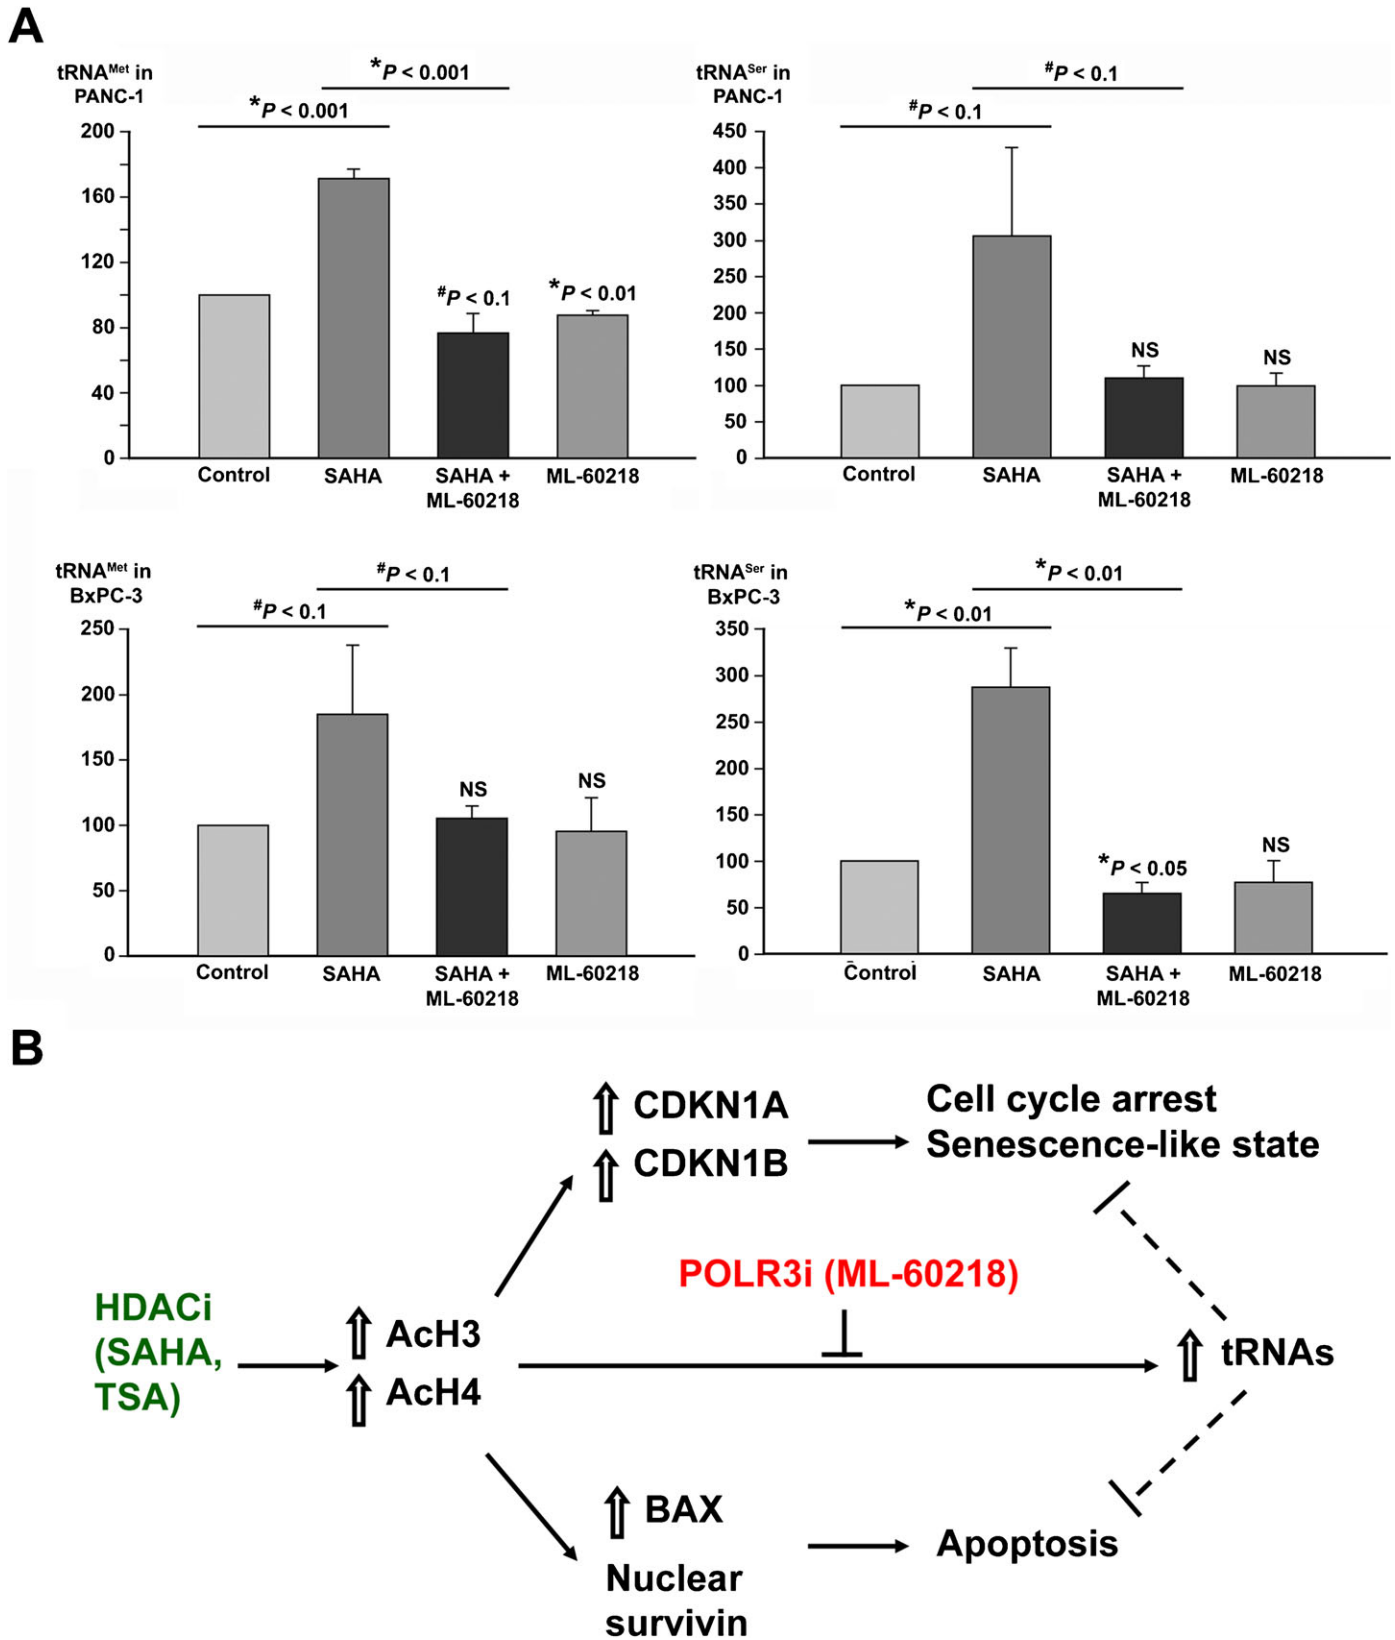 A
tRNAMet in
PANC-1
*P < 0.001
*P < 0.001
200
160
120
80
40
0
#P < 0.1
*P < 0.01
Control
SAHA
SAHA +
ML-60218
ML-60218
tRNASer in
PANC-1
#P < 0.1
#P < 0.1
450
400
350
300
250
200
150
100
50
0
NS
NS
Control
SAHA
SAHA +
ML-60218
ML-60218
tRNAMet in
BxPC-3
#P < 0.1
#P < 0.1
250
200
150
100
50
0
NS
NS
Control
SAHA
SAHA +
ML-60218
ML-60218
tRNASer in
BxPC-3
*P < 0.01
*P < 0.01
350
300
250
200
150
100
50
0
*P < 0.05
NS
Control
SAHA
SAHA +
ML-60218
ML-60218
B
CDKN1A
CDKN1B
Cell cycle arrest
Senescence-like state
POLR3i (ML-60218)
HDACi
(SAHA,
TSA)
AcH3
AcH4
tRNAs
BAX
Nuclear
survivin
Apoptosis